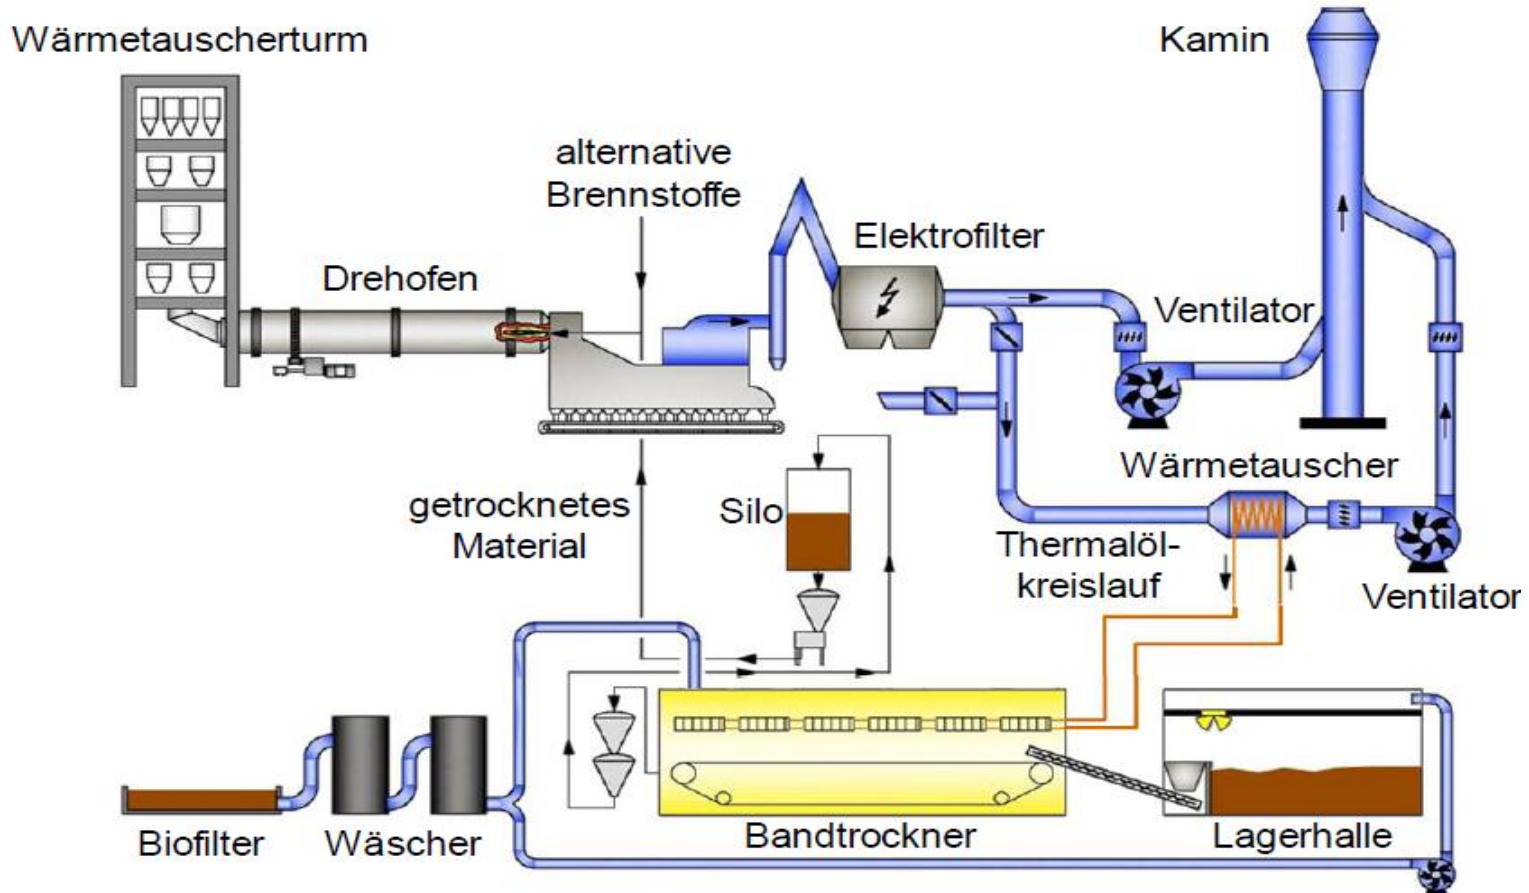 Wärmetauscherturm
Kamin
alternative
Brennstoffe
Elektrofilter
Drehofen
Ventilator
Wärmetauscher
getrocknetes
Material
Silo
Thermalöl-
kreislauf
Ventilator
Biofilter
Wäscher
Bandtrockner
Lagerhalle